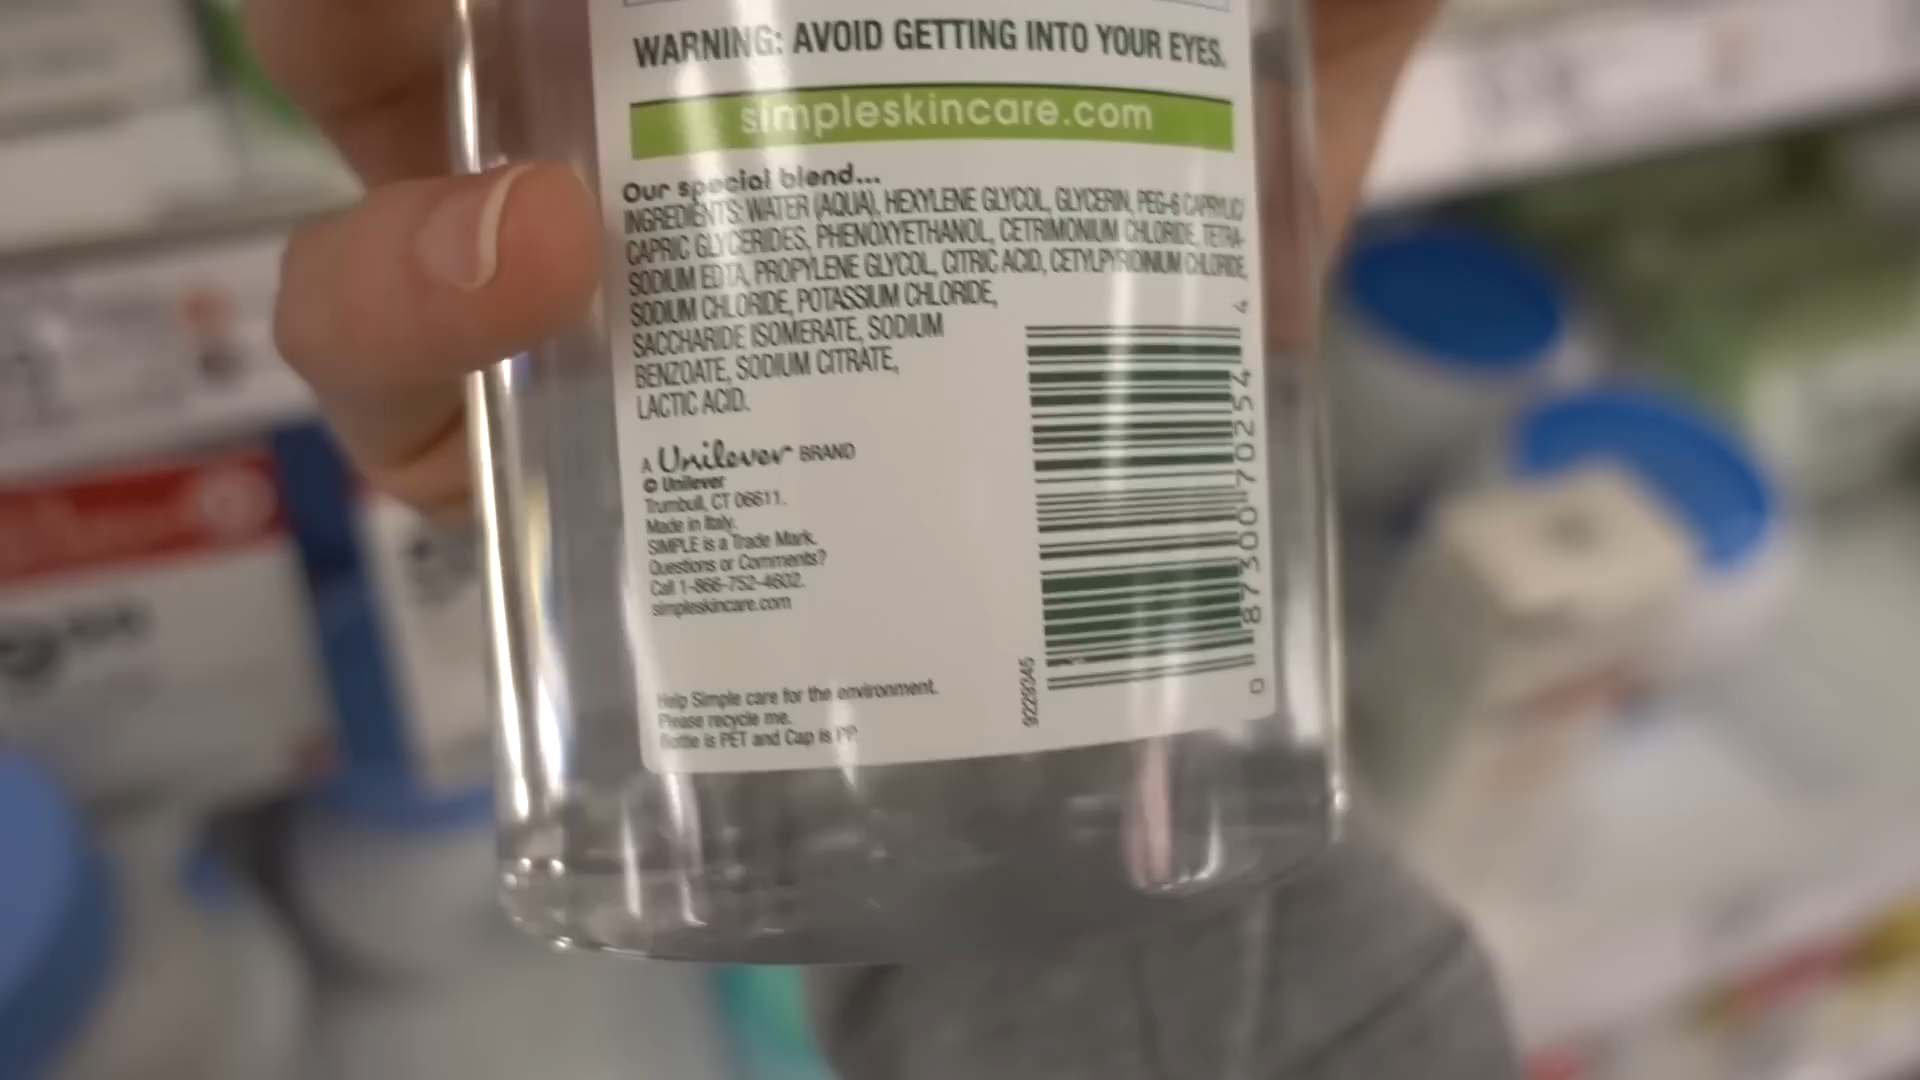 WARNING: AVOID GETTING INTO YOUR EYES.
simpleskincare.com
Our special blend...
INGREDIENTS: WATER (AQUA), HEXYLENE GLYCOL, GLYCERIN, PEG-6 CAPRYLIC/
CAPRIC GLYCERIDES, PHENOXYETHANOL, CETRIMONIUM CHLORIDE, TETRA-
SODIUM EDTA, PROPYLENE GLYCOL, CITRIC ACID, CETYLPYRIDINIUM CHLORIDE,
SODIUM CHLORIDE, POTASSIUM CHLORIDE,
SACCHARIDE ISOMERATE, SODIUM
BENZOATE, SODIUM CITRATE,
LACTIC ACID.
A Unilever™ BRAND
© Unilever
Trumbull, CT 06611.
Made in Italy.
SIMPLE is a Trade Mark.
Questions or Comments?
Call 1-866-752-4602.
simpleskincare.com
Help Simple care for the environment.
Please recycle me.
Bottle is PET and Cap is PP
9229345
0 87300 70254 4